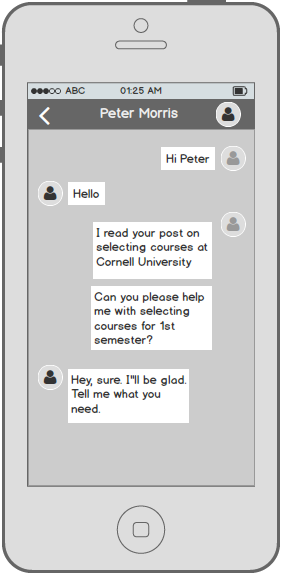 ABC 01:25 AM
Peter Morris
Hi Peter
Hello
I read your post on
selecting courses at
Cornell University
Can you please help
me with selecting
courses for 1st
semester?
Hey, sure. I"ll be glad.
Tell me what you
need.